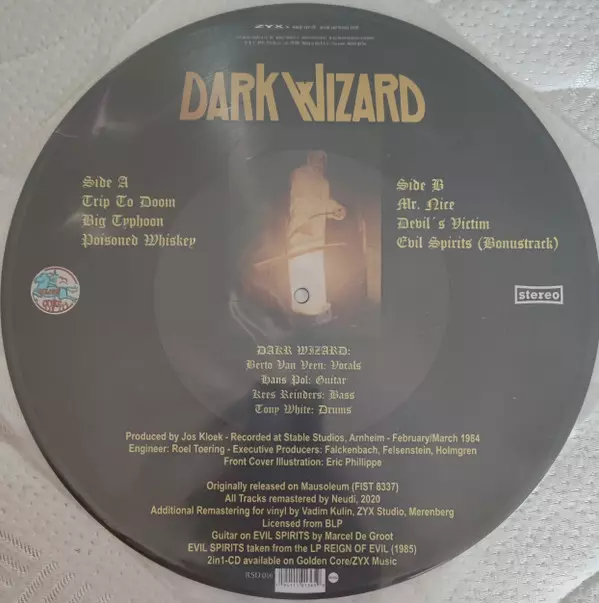 ZYX
DARK WIZARD
Side A
Trip To Doom
Big Typhoon
Poisoned Whiskey
Side B
Mr. Nice
Devil´s Victim
Evil Spirits (Bonustrack)
stereo
DAKR WIZARD:
Berto Van Veen: Vocals
Hans Pol: Guitar
Kees Reinders: Bass
Tony White: Drums
Produced by Jos Kloek - Recorded at Stable Studios, Arnheim - February/March 1984
Engineer: Roel Toering - Executive Producers: Falckenbach, Felsenstein, Holmgren
Front Cover Illustration: Eric Phillippe
Originally released on Mausoleum (FIST 8337)
All Tracks remastered by Neudi, 2020
Additional Remastering for vinyl by Vadim Kulin, ZYX Studio, Merenberg
Licensed from BLP
Guitar on EVIL SPIRITS by Marcel De Groot
EVIL SPIRITS taken from the LP REIGN OF EVIL (1985)
2in1-CD available on Golden Core/ZYX Music